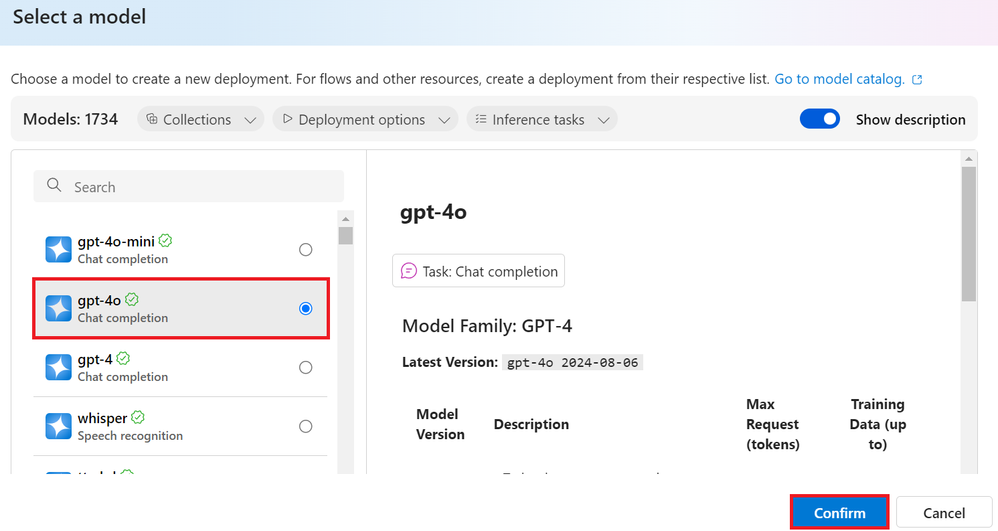 Select a model
Choose a model to create a new deployment. For flows and other resources, create a deployment from their respective list. Go to model catalog.
Models: 1734 Collections Deployment options Inference tasks Show description
Search
gpt-4o-mini
Chat completion
gpt-4o
Chat completion
gpt-4
Chat completion
whisper
Speech recognition
gpt-4o
Task: Chat completion
Model Family: GPT-4
Latest Version: gpt-4o 2024-08-06
Model
Version
Description
Max
Request
(tokens)
Training
Data (up
to)
Confirm Cancel